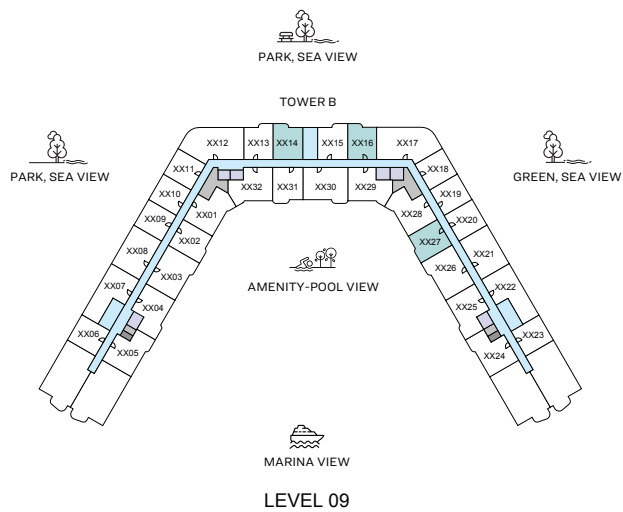 PARK, SEA VIEW
TOWER B
PARK, SEA VIEW
GREEN, SEA VIEW
XX12
XX13
XX14
XX15
XX16
XX17
XX11
XX18
XX10
XX32
XX31
XX30
XX29
XX19
XX09
XX01
XX28
XX20
XX08
XX02
XX27
XX21
XX07
XX03
XX26
XX22
XX06
XX04
XX25
XX23
XX05
XX24
AMENITY-POOL VIEW
MARINA VIEW
LEVEL 09